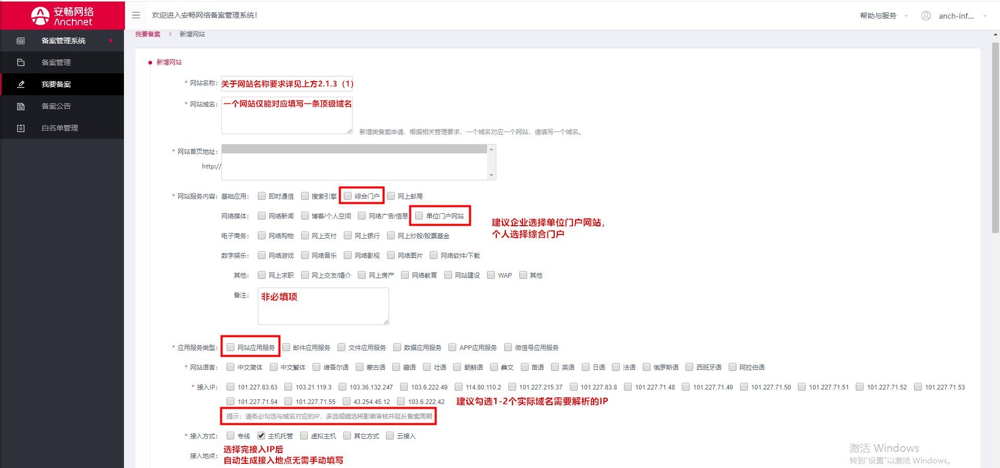 安畅网络
Anchnet
欢迎进入安畅网络备案管理系统!
帮助与服务
anch-inf...
备案管理系统
备案管理
我要备案
备案公告
白名单管理
我要备案 > 新增网站
新增网站
* 网站名称: 关于网站名称要求详见上方2.1.3（1）
* 网站域名: 一个网站仅能对应填写一条顶级域名
新增类备案申请，根据相关管理要求，一个域名对应一个网站，请填写一个域名。
* 网站首页地址:
http://
* 网站服务内容: 基础应用: 即时通信 搜索引擎 综合门户 网上邮局
网络媒体: 网络新闻 博客/个人空间 网络广告/信息 单位门户网站
建议企业选择单位门户网站，
个人选择综合门户
电子商务: 网络购物 网上支付 网上银行 网上炒股/股票基金
数字娱乐: 网络游戏 网络音乐 网络影视 网络图片 网络软件/下载
其他: 网上求职 网上交友/婚介 网上房产 网络教育 网站建设 WAP 其他
备注: 非必填项
* 应用服务类型: 网站应用服务 邮件应用服务 文件应用服务 数据应用服务 APP应用服务 微信号应用服务
* 网站语言: 中文简体 中文繁体 维吾尔语 蒙古语 藏语 壮语 朝鲜语 彝文 苗语 英语 日语 法语 俄罗斯语 西班牙语 阿拉伯语
* 接入IP: 101.227.83.63 103.21.119.3 103.36.132.247 103.6.222.49 114.80.110.2 101.227.215.37 101.227.83.8 101.227.71.48 101.227.71.49 101.227.71.50 101.227.71.51 101.227.71.52 101.227.71.53
101.227.71.54 101.227.71.55 43.254.45.12 103.6.222.42 建议勾选1-2个实际域名需要解析的IP
提示：请务必勾选与域名对应的IP，多选或错选将影响审核并延长备案周期
* 接入方式: 专线 主机托管 虚拟主机 其它方式 云接入
选择完接入IP后
接入地点: 自动生成接入地点无需手动填写
激活 Windows
转到“设置”以激活 Windows。